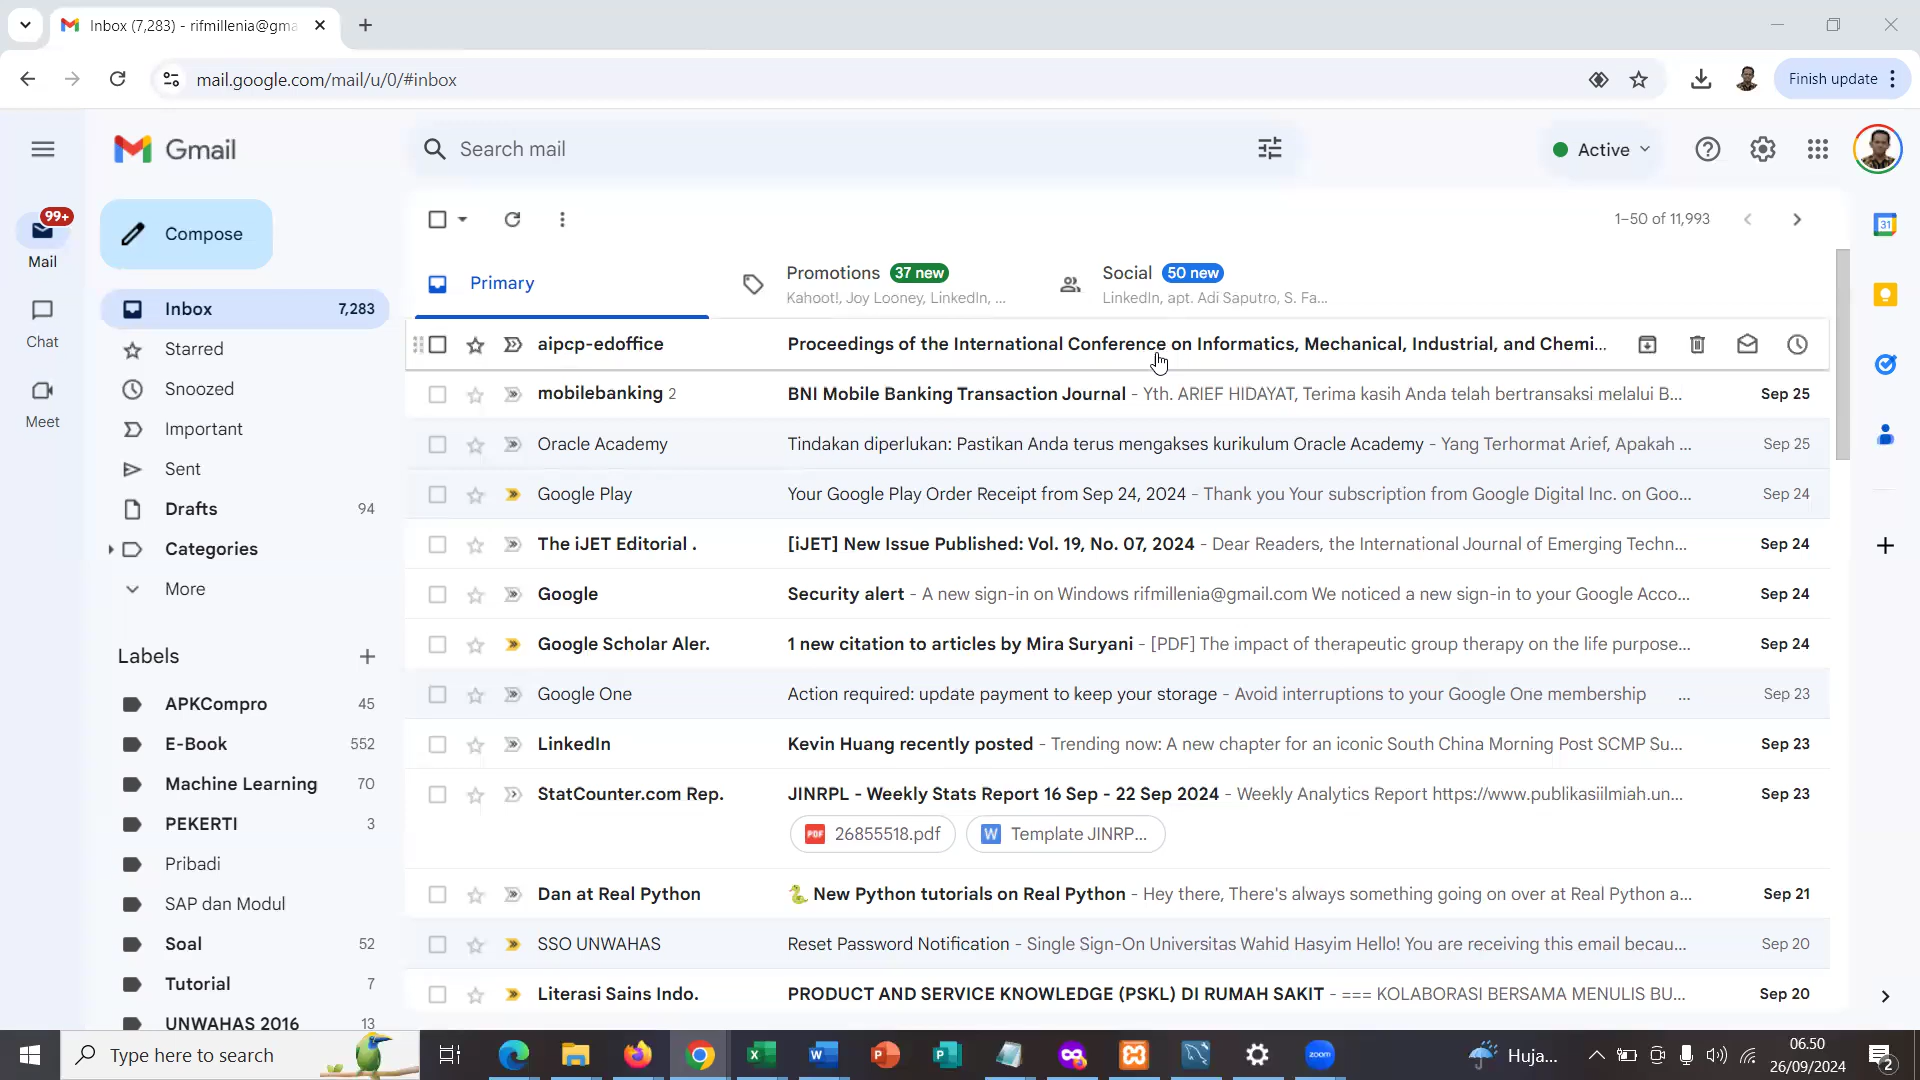 Inbox (7,283) - rifmillenia@gma
mail.google.com/mail/u/0/#inbox
Finish update
Gmail
Search mail
Active
99+
Mail
Chat
Meet
Compose
Inbox 7,283
Starred
Snoozed
Important
Sent
Drafts 94
Categories
More
Labels
APKCompro 45
E-Book 552
Machine Learning 70
PEKERTI 3
Pribadi
SAP dan Modul
Soal 52
Tutorial 7
UNWAHAS 2016 13
1–50 of 11,993
Primary
Promotions 37 new
Kahoot!, Joy Looney, LinkedIn, ...
Social 50 new
LinkedIn, apt. Adi Saputro, S. Fa...
aipcp-edoffice Proceedings of the International Conference on Informatics, Mechanical, Industrial, and Chemi...
mobilebanking 2 BNI Mobile Banking Transaction Journal - Yth. ARIEF HIDAYAT, Terima kasih Anda telah bertransaksi melalui B... Sep 25
Oracle Academy Tindakan diperlukan: Pastikan Anda terus mengakses kurikulum Oracle Academy - Yang Terhormat Arief, Apakah ... Sep 25
Google Play Your Google Play Order Receipt from Sep 24, 2024 - Thank you Your subscription from Google Digital Inc. on Goo... Sep 24
The iJET Editorial . [iJET] New Issue Published: Vol. 19, No. 07, 2024 - Dear Readers, the International Journal of Emerging Techn... Sep 24
Google Security alert - A new sign-in on Windows rifmillenia@gmail.com We noticed a new sign-in to your Google Acco... Sep 24
Google Scholar Aler. 1 new citation to articles by Mira Suryani - [PDF] The impact of therapeutic group therapy on the life purpose... Sep 24
Google One Action required: update payment to keep your storage - Avoid interruptions to your Google One membership ... Sep 23
LinkedIn Kevin Huang recently posted - Trending now: A new chapter for an iconic South China Morning Post SCMP Su... Sep 23
StatCounter.com Rep. JINRPL - Weekly Stats Report 16 Sep - 22 Sep 2024 - Weekly Analytics Report https://www.publikasiilmiah.un... Sep 23
PDF 26855518.pdf W Template JINRP...
Dan at Real Python New Python tutorials on Real Python - Hey there, There's always something going on over at Real Python a... Sep 21
SSO UNWAHAS Reset Password Notification - Single Sign-On Universitas Wahid Hasyim Hello! You are receiving this email becau... Sep 20
Literasi Sains Indo. PRODUCT AND SERVICE KNOWLEDGE (PSKL) DI RUMAH SAKIT - === KOLABORASI BERSAMA MENULIS BU... Sep 20
31
Type here to search
zoom
Huja...
06.50
26/09/2024
2